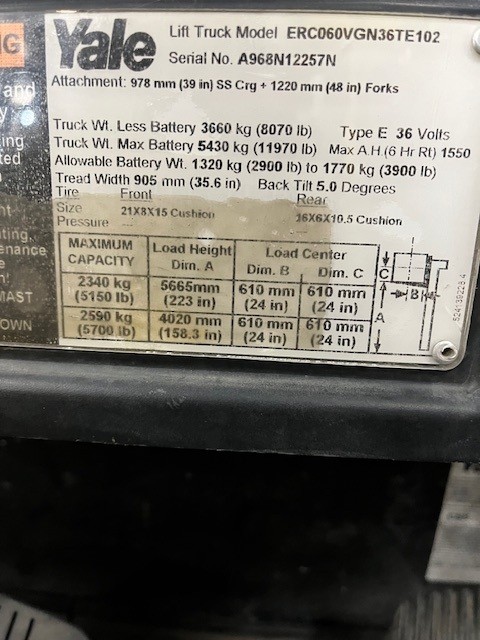 NG
Yale
Lift Truck Model ERC060VGN36TE102
Serial No. A968N12257N
Attachment: 978 mm (39 in) SS Crg + 1220 mm (48 in) Forks
and
Truck Wt. Less Battery 3660 kg (8070 lb) Type E 36 Volts
Truck Wt. Max Battery 5430 kg (11970 lb) Max A.H.(6 Hr Rt) 1550
Allowable Battery Wt. 1320 kg (2900 lb) to 1770 kg (3900 lb)
Tread Width 905 mm (35.6 in) Back Tilt 5.0 Degrees
Tire Front Rear
Size 21X8X15 Cushion 16X6X10.5 Cushion
Pressure
MAXIMUM CAPACITY
Load Height Dim. A
Load Center
Dim. B Dim. C
2340 kg 5665mm 610 mm 610 mm
(5150 lb) (223 in) (24 in) (24 in)
2590 kg 4020 mm 610 mm 610 mm
(5700 lb) (158.3 in) (24 in) (24 in)
C
B
A
MAST
OWN